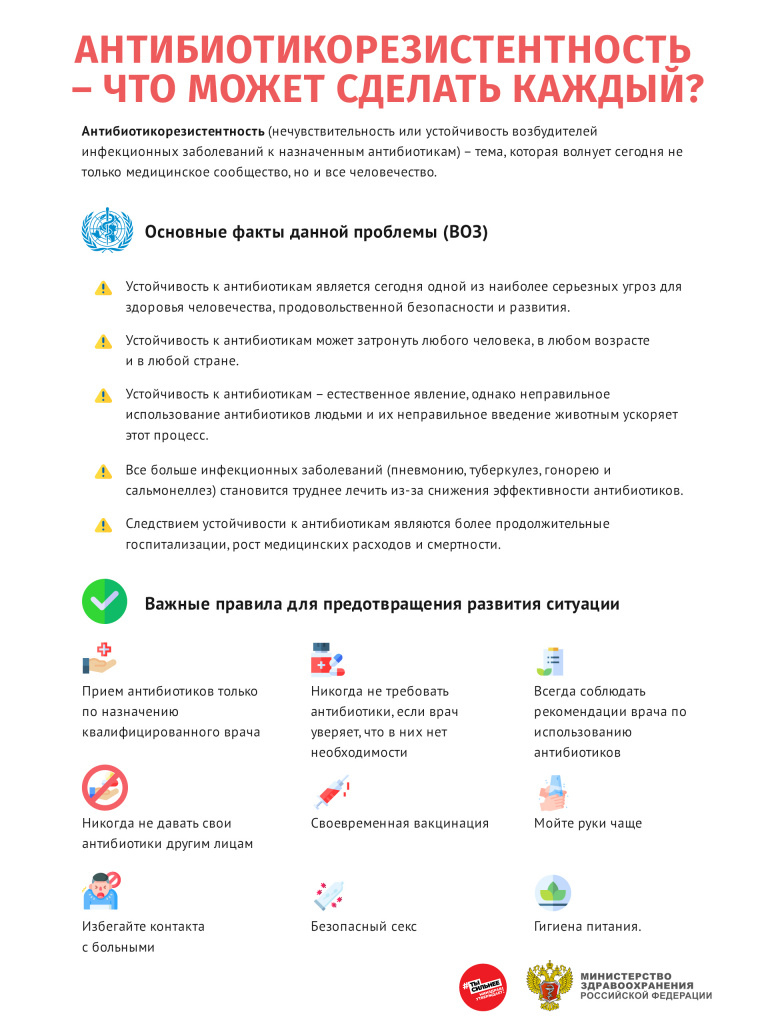 АНТИБИОТИКОРЕЗИСТЕНТНОСТЬ
– ЧТО МОЖЕТ СДЕЛАТЬ КАЖДЫЙ?
Антибиотикорезистентность (нечувствительность или устойчивость возбудителей
инфекционных заболеваний к назначенным антибиотикам) – тема, которая волнует сегодня не
только медицинское сообщество, но и все человечество.
Основные факты данной проблемы (ВОЗ)
Устойчивость к антибиотикам является сегодня одной из наиболее серьезных угроз для
здоровья человечества, продовольственной безопасности и развития.
Устойчивость к антибиотикам может затронуть любого человека, в любом возрасте
и в любой стране.
Устойчивость к антибиотикам – естественное явление, однако неправильное
использование антибиотиков людьми и их неправильное введение животным ускоряет
этот процесс.
Все больше инфекционных заболеваний (пневмонию, туберкулез, гонорею и
сальмонеллез) становится труднее лечить из-за снижения эффективности антибиотиков.
Следствием устойчивости к антибиотикам являются более продолжительные
госпитализации, рост медицинских расходов и смертности.
Важные правила для предотвращения развития ситуации
Прием антибиотиков только
по назначению
квалифицированного врача
Никогда не требовать
антибиотики, если врач
уверяет, что в них нет
необходимости
Всегда соблюдать
рекомендации врача по
использованию
антибиотиков
Никогда не давать свои
антибиотики другим лицам
Своевременная вакцинация
Мойте руки чаще
Избегайте контакта
с больными
Безопасный секс
Гигиена питания.
#ТЫ
СИЛЬНЕЕ
МИНЗДРАВ
УТВЕРЖДАЕТ!
МИНИСТЕРСТВО
ЗДРАВООХРАНЕНИЯ
РОССИЙСКОЙ ФЕДЕРАЦИИ